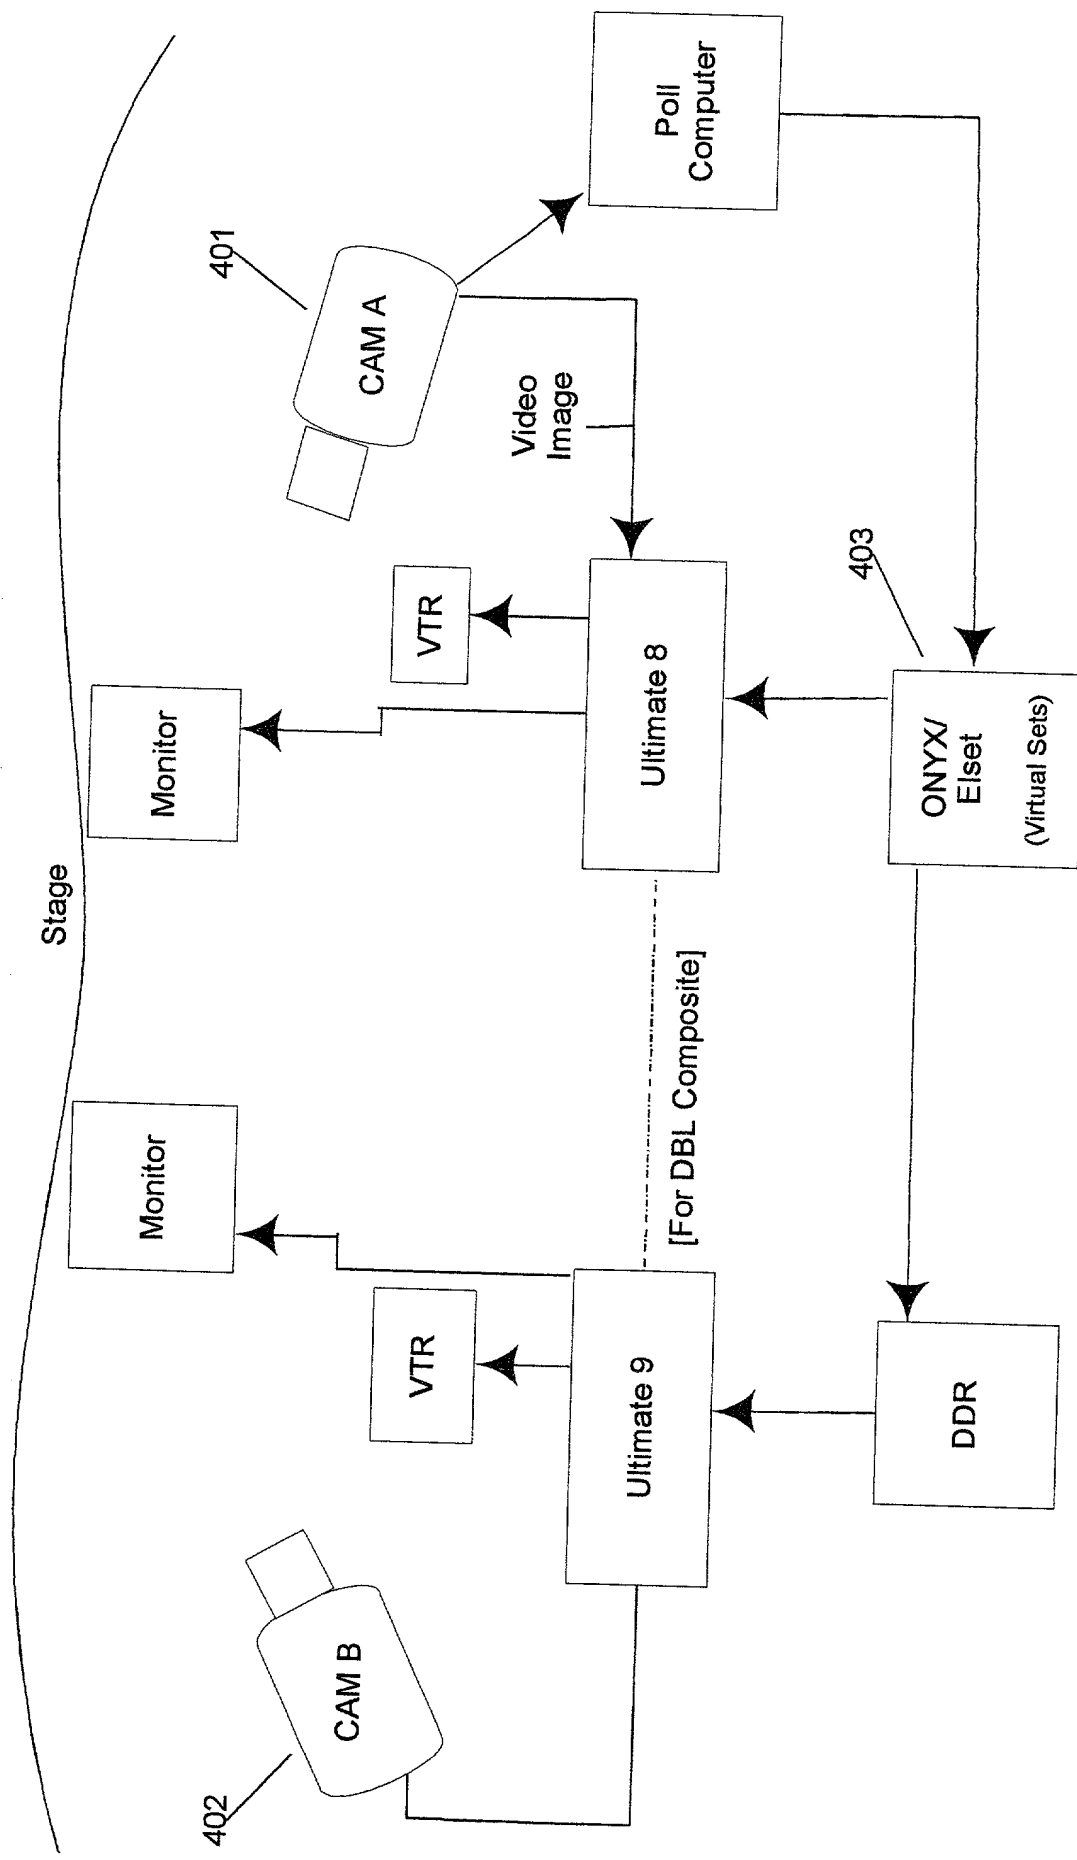 Stage
Monitor
Monitor
402
401
CAM B
VTR
VTR
CAM A
Video
Image
Ultimate 9
[For DBL Composite]
Ultimate 8
Poll
Computer
403
DDR
ONYX/
Elset
(Virtual Sets)